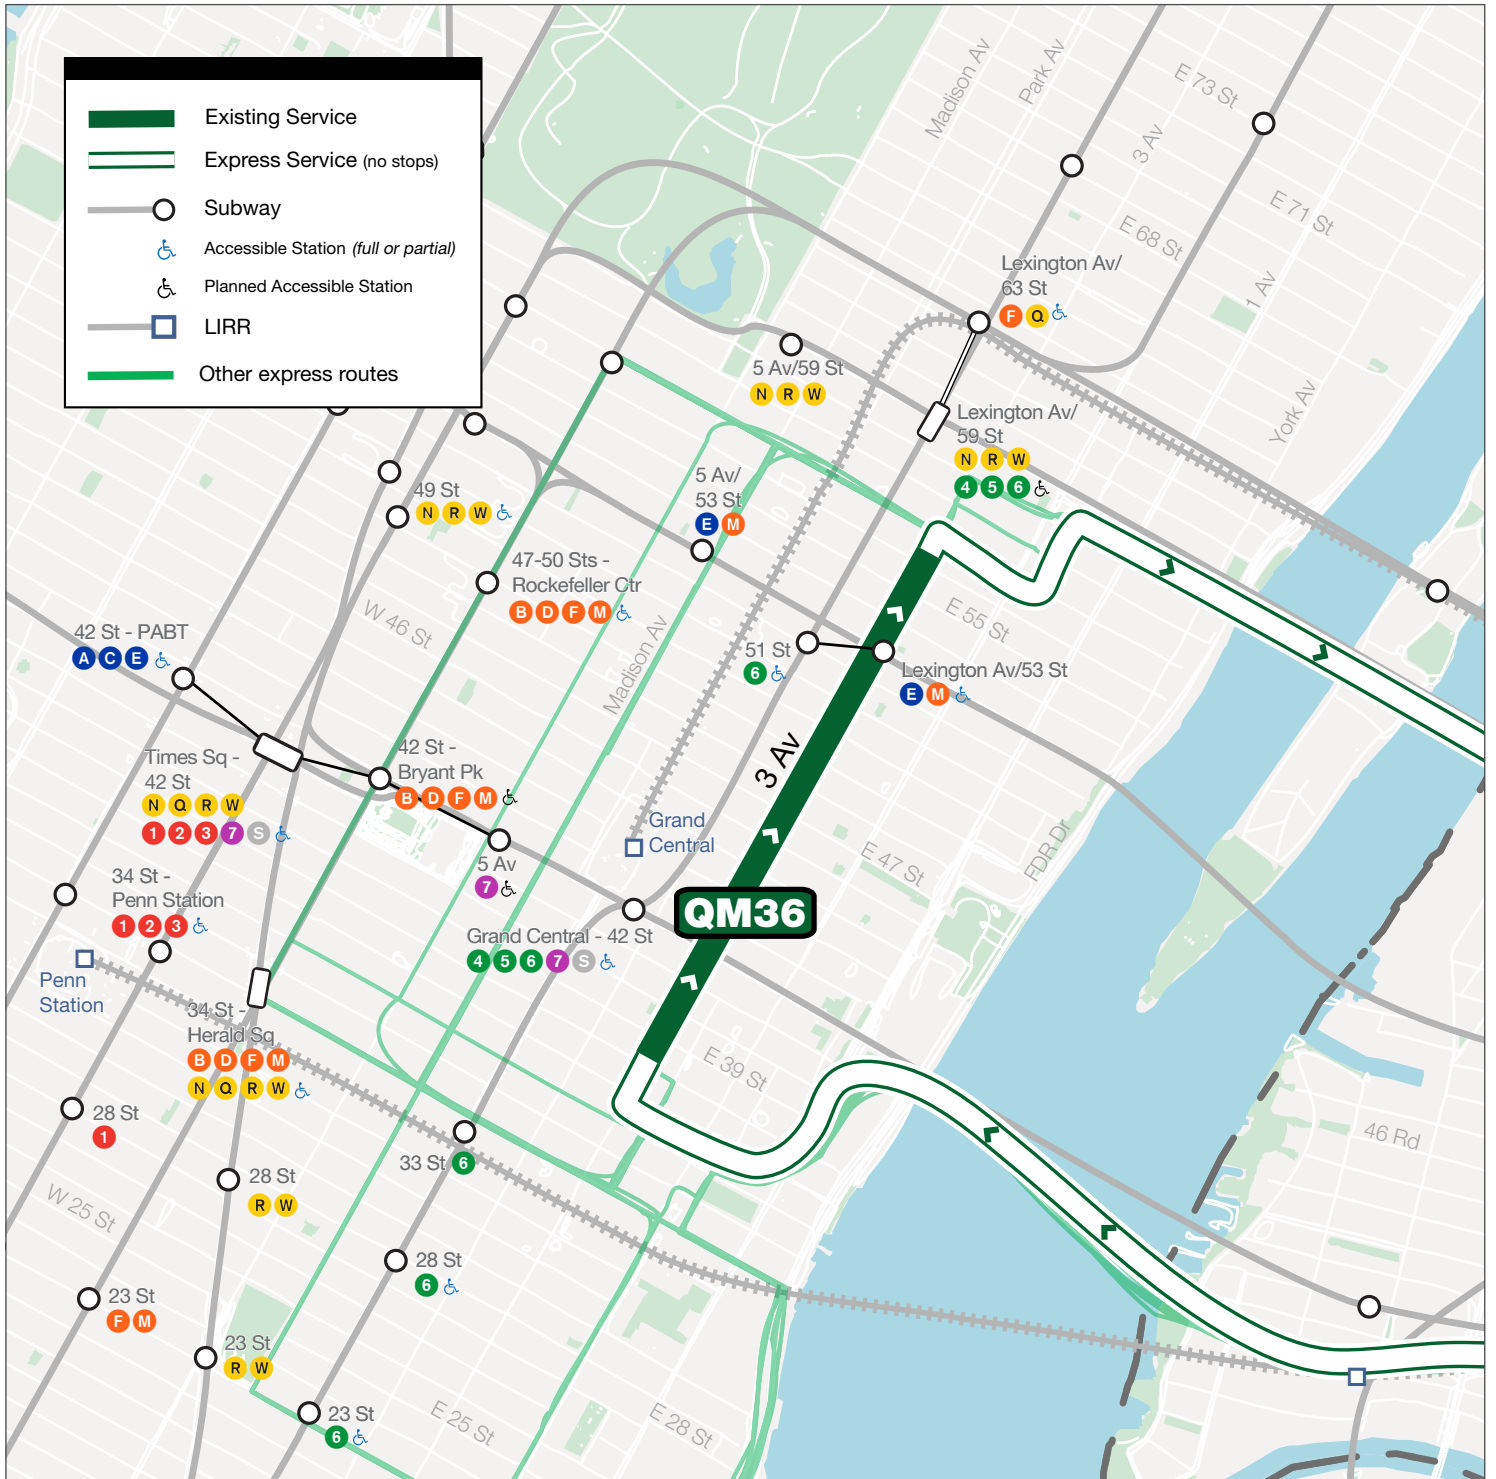 Existing Service
Express Service (no stops)
Subway
Accessible Station (full or partial)
Planned Accessible Station
LIRR
Other express routes
Madison Av
Park Av
E 73 St
3 Av
E 71 St
E 68 St
1 Av
York Av
Lexington Av/
63 St
F Q
5 Av/59 St
N R W
Lexington Av/
59 St
N R W
4 5 6
5 Av/
53 St
E M
49 St
N R W
47-50 Sts -
Rockefeller Ctr
B D F M
W 46 St
Madison Av
E 55 St
42 St - PABT
A C E
51 St
6
Lexington Av/53 St
E M
3 Av
Times Sq -
42 St
N Q R W
1 2 3 7 S
42 St -
Bryant Pk
B D F M
Grand
Central
5 Av
7
E 47 St
FDR Dr
34 St -
Penn Station
1 2 3
QM36
Grand Central - 42 St
4 5 6 7 S
Penn
Station
34 St -
Herald Sq
B D F M
N Q R W
E 39 St
28 St
1
33 St 6
46 Rd
28 St
R W
W 25 St
28 St
6
23 St
F M
23 St
R W
23 St
6
E 25 St
E 28 St